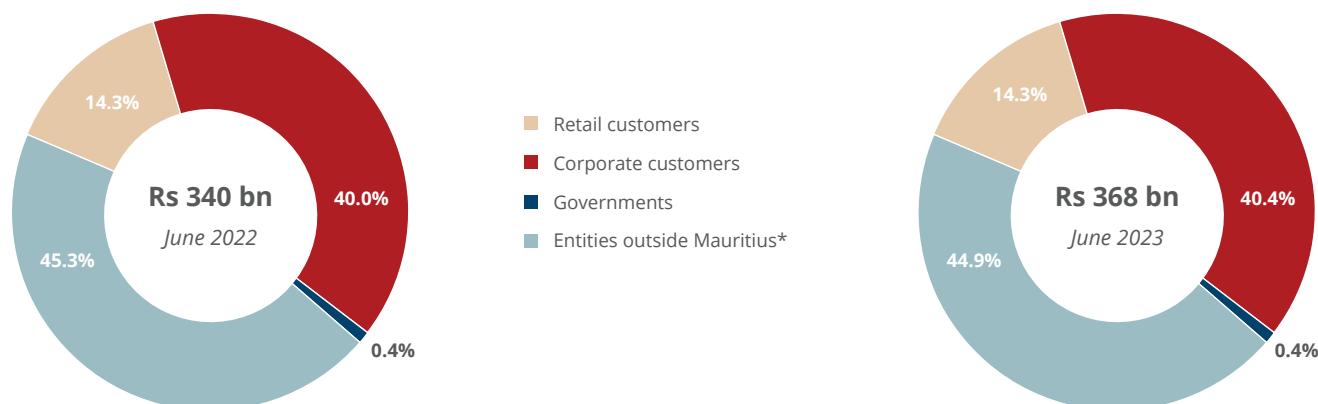 14.3%
Rs 340 bn
June 2022
40.0%
45.3%
0.4%
Retail customers
Corporate customers
Governments
Entities outside Mauritius*
14.3%
Rs 368 bn
June 2023
40.4%
44.9%
0.4%